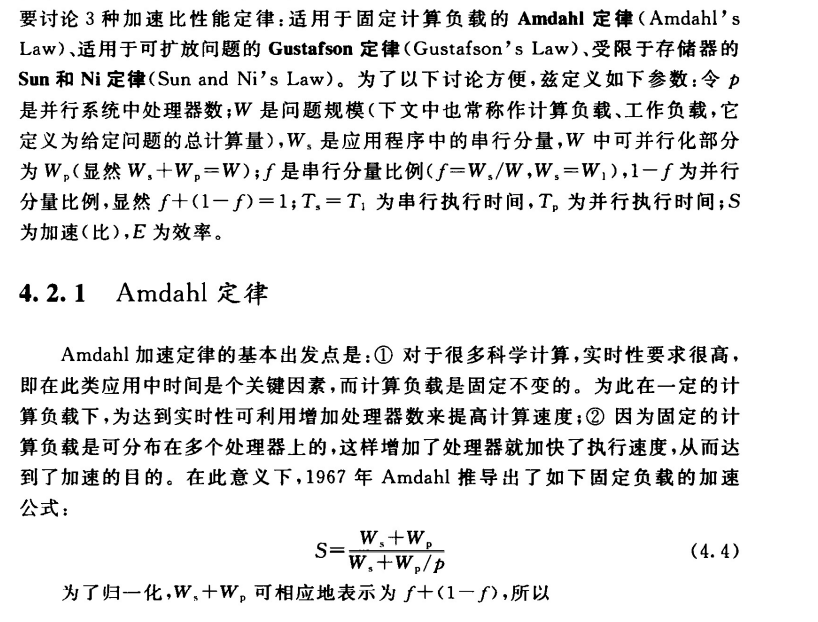 要讨论 3 种加速比性能定律:适用于固定计算负载的 Amdahl 定律(Amdahl's
Law)、适用于可扩放问题的 Gustafson 定律(Gustafson's Law)、受限于存储器的
Sun 和 Ni 定律(Sun and Ni's Law)。为了以下讨论方便,兹定义如下参数:令 p
是并行系统中处理器数;W 是问题规模(下文中也常称作计算负载、工作负载,它
定义为给定问题的总计算量),Wₛ 是应用程序中的串行分量,W 中可并行化部分
为 Wₚ(显然 Wₛ+Wₚ=W);f 是串行分量比例(f=Wₛ/W,Wₛ=W₁),1-f 为并行
分量比例,显然 f+(1-f)=1;Tₛ=T₁ 为串行执行时间,Tₚ 为并行执行时间;S
为加速(比),E 为效率。
4.2.1 Amdahl 定律
Amdahl 加速定律的基本出发点是:① 对于很多科学计算,实时性要求很高,
即在此类应用中时间是个关键因素,而计算负载是固定不变的。为此在一定的计
算负载下,为达到实时性可利用增加处理器数来提高计算速度;② 因为固定的计
算负载是可分布在多个处理器上的,这样增加了处理器就加快了执行速度,从而达
到了加速的目的。在此意义下,1967 年 Amdahl 推导出了如下固定负载的加速
公式:
S=(Wₛ+Wₚ)/(Wₛ+Wₚ/p) (4.4)
为了归一化,Wₛ+Wₚ 可相应地表示为 f+(1-f),所以